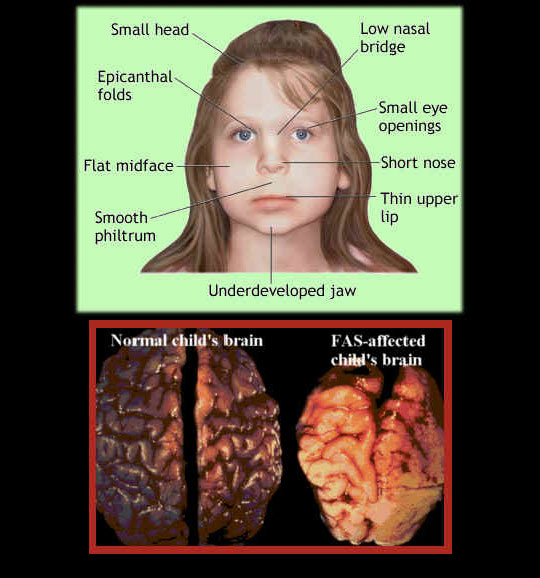 Small head
Low nasal
bridge
Epicanthal
folds
Small eye
openings
Flat midface
Short nose
Smooth
philtrum
Thin upper
lip
Underdeveloped jaw
Normal child's brain
FAS-affected
child's brain